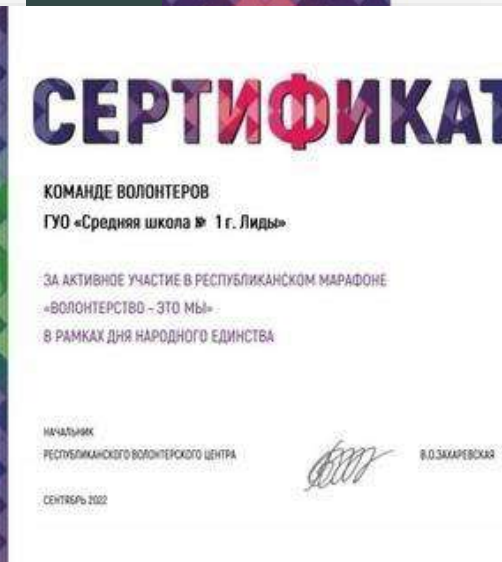 СЕРТИФИКАТ
КОМАНДЕ ВОЛОНТЕРОВ
ГУО «Средняя школа № 1 г. Лиды»
ЗА АКТИВНОЕ УЧАСТИЕ В РЕСПУБЛИКАНСКОМ МАРАФОНЕ
«ВОЛОНТЕРСТВО – ЭТО МЫ»
В РАМКАХ ДНЯ НАРОДНОГО ЕДИНСТВА
НАЧАЛЬНИК
РЕСПУБЛИКАНСКОГО ВОЛОНТЕРСКОГО ЦЕНТРА
В.О.ЗАХАРЕВСКАЯ
СЕНТЯБРЬ 2022